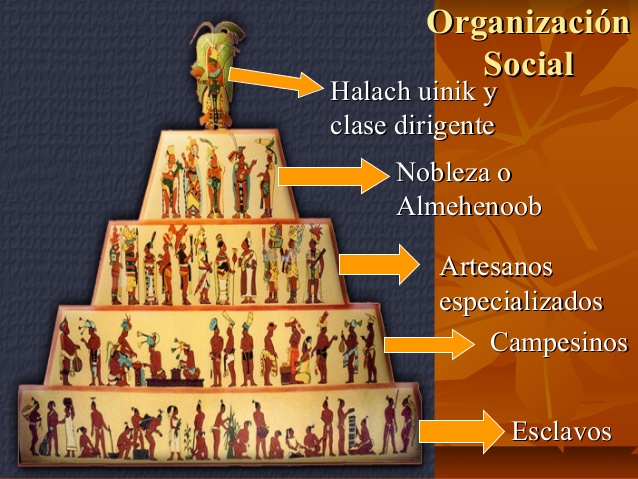 Organización
Social
Halach uinik y
clase dirigente
Nobleza o
Almehenoob
Artesanos
especializados
Campesinos
Esclavos